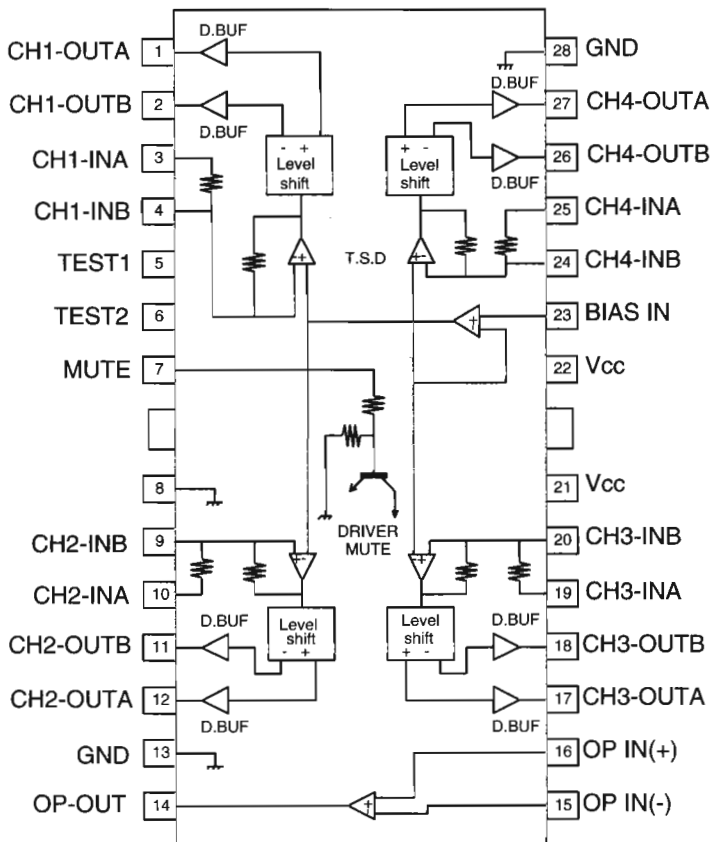 D.BUF
CH1-OUTA 1
28 GND
D.BUF
CH1-OUTB 2
27 CH4-OUTA
D.BUF
- +
Level
shift
+ -
Level
shift
CH1-INA 3
26 CH4-OUTB
D.BUF
CH1-INB 4
25 CH4-INA
TEST1 5
- +
T.S.D
+ -
24 CH4-INB
TEST2 6
+
23 BIAS IN
MUTE 7
22 Vcc
8
21 Vcc
DRIVER
MUTE
CH2-INB 9
+ -
- +
20 CH3-INB
CH2-INA 10
19 CH3-INA
D.BUF
Level
shift
- +
Level
shift
+ -
D.BUF
CH2-OUTB 11
18 CH3-OUTB
CH2-OUTA 12
17 CH3-OUTA
D.BUF
D.BUF
GND 13
16 OP IN(+)
OP-OUT 14
+
15 OP IN(-)